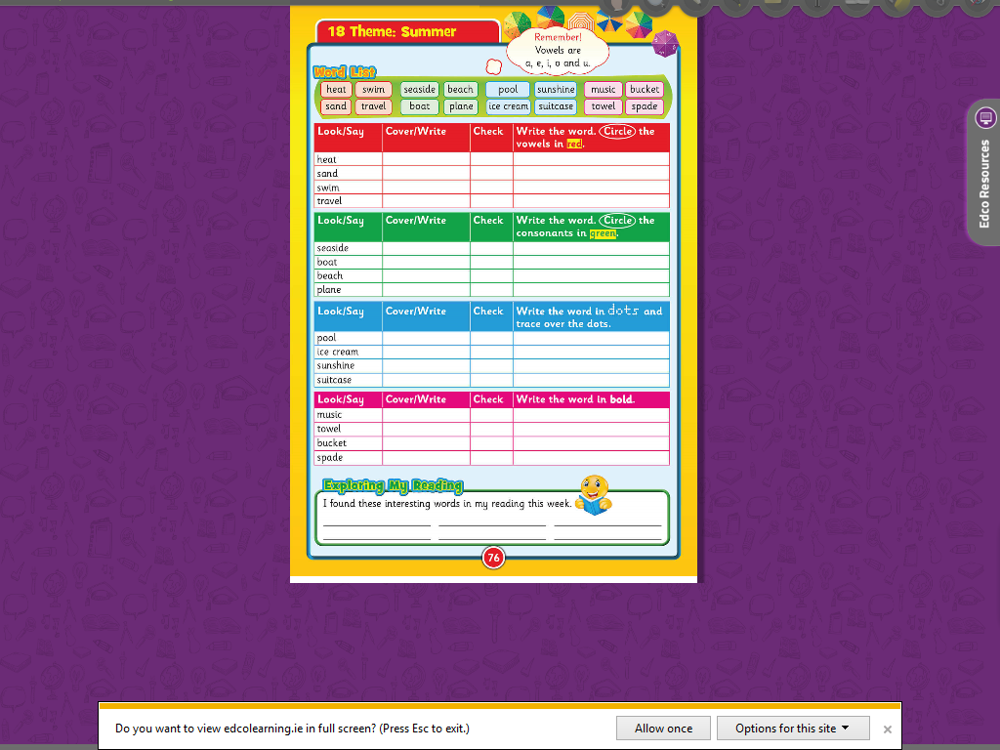 18 Theme: Summer
Remember!
Vowels are
a, e, i, o and u.
Word List
heat swim seaside beach pool sunshine music bucket
sand travel boat plane ice cream suitcase towel spade
Look/Say Cover/Write Check Write the word. Circle the
vowels in red.
heat
sand
swim
travel
Look/Say Cover/Write Check Write the word. Circle the
consonants in green.
seaside
boat
beach
plane
Look/Say Cover/Write Check Write the word in dots and
trace over the dots.
pool
ice cream
sunshine
suitcase
Look/Say Cover/Write Check Write the word in bold.
music
towel
bucket
spade
Exploring My Reading
I found these interesting words in my reading this week.
76
Edco Resources
Do you want to view edcolearning.ie in full screen? (Press Esc to exit.)
Allow once
Options for this site